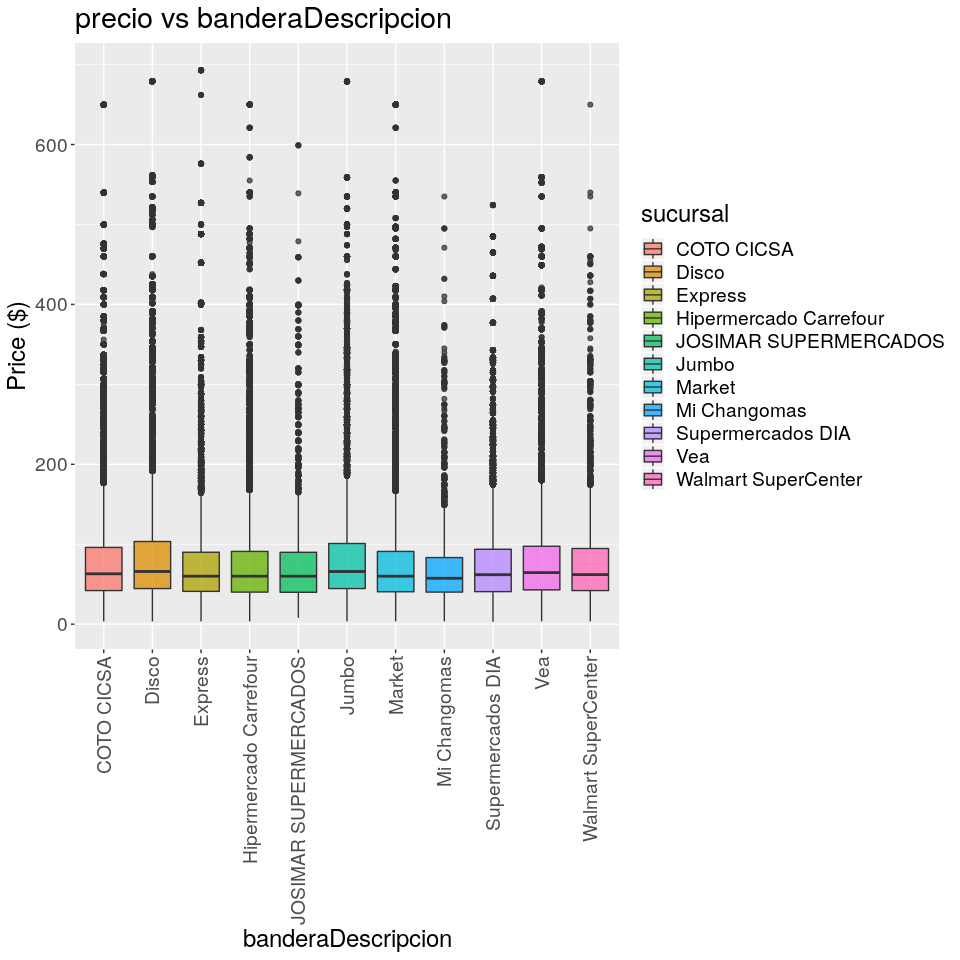 precio vs banderaDescripcion
Price ($)
600
400
200
0
COTO CICSA
Disco
Express
Hipermercado Carrefour
JOSIMAR SUPERMERCADOS
Jumbo
Market
Mi Changomas
Supermercados DIA
Vea
Walmart SuperCenter
banderaDescripcion
sucursal
COTO CICSA
Disco
Express
Hipermercado Carrefour
JOSIMAR SUPERMERCADOS
Jumbo
Market
Mi Changomas
Supermercados DIA
Vea
Walmart SuperCenter